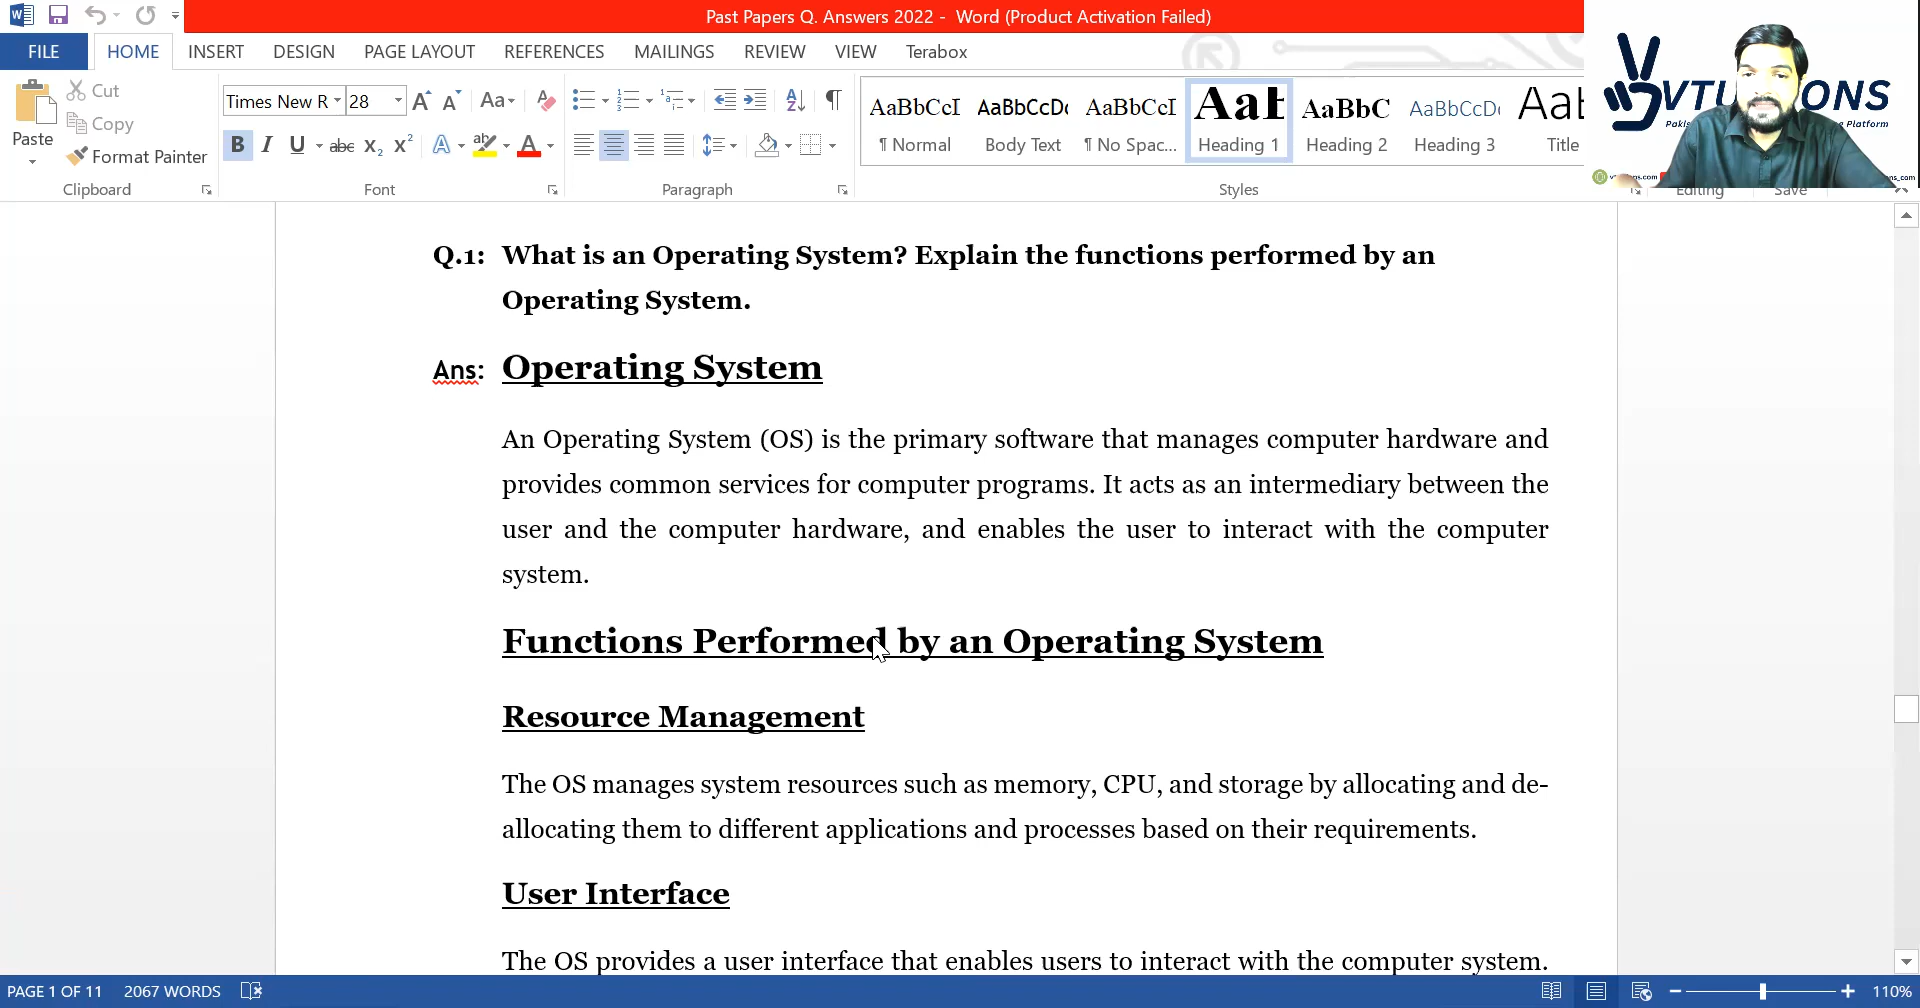 Past Papers Q. Answers 2022 - Word (Product Activation Failed)
FILE HOME INSERT DESIGN PAGE LAYOUT REFERENCES MAILINGS REVIEW VIEW Terabox
Paste
Cut
Copy
Format Painter
Clipboard
Times New R 28
Font
Paragraph
AaBbCcI AaBbCcDc AaBbCcI AaB AaBbC AaBbCcDc Aab
¶ Normal Body Text ¶ No Spac... Heading 1 Heading 2 Heading 3 Title
Styles
Editing Save
Q.1: What is an Operating System? Explain the functions performed by an
Operating System.
Ans: Operating System
An Operating System (OS) is the primary software that manages computer hardware and
provides common services for computer programs. It acts as an intermediary between the
user and the computer hardware, and enables the user to interact with the computer
system.
Functions Performed by an Operating System
Resource Management
The OS manages system resources such as memory, CPU, and storage by allocating and de-
allocating them to different applications and processes based on their requirements.
User Interface
The OS provides a user interface that enables users to interact with the computer system.
PAGE 1 OF 11 2067 WORDS 110%